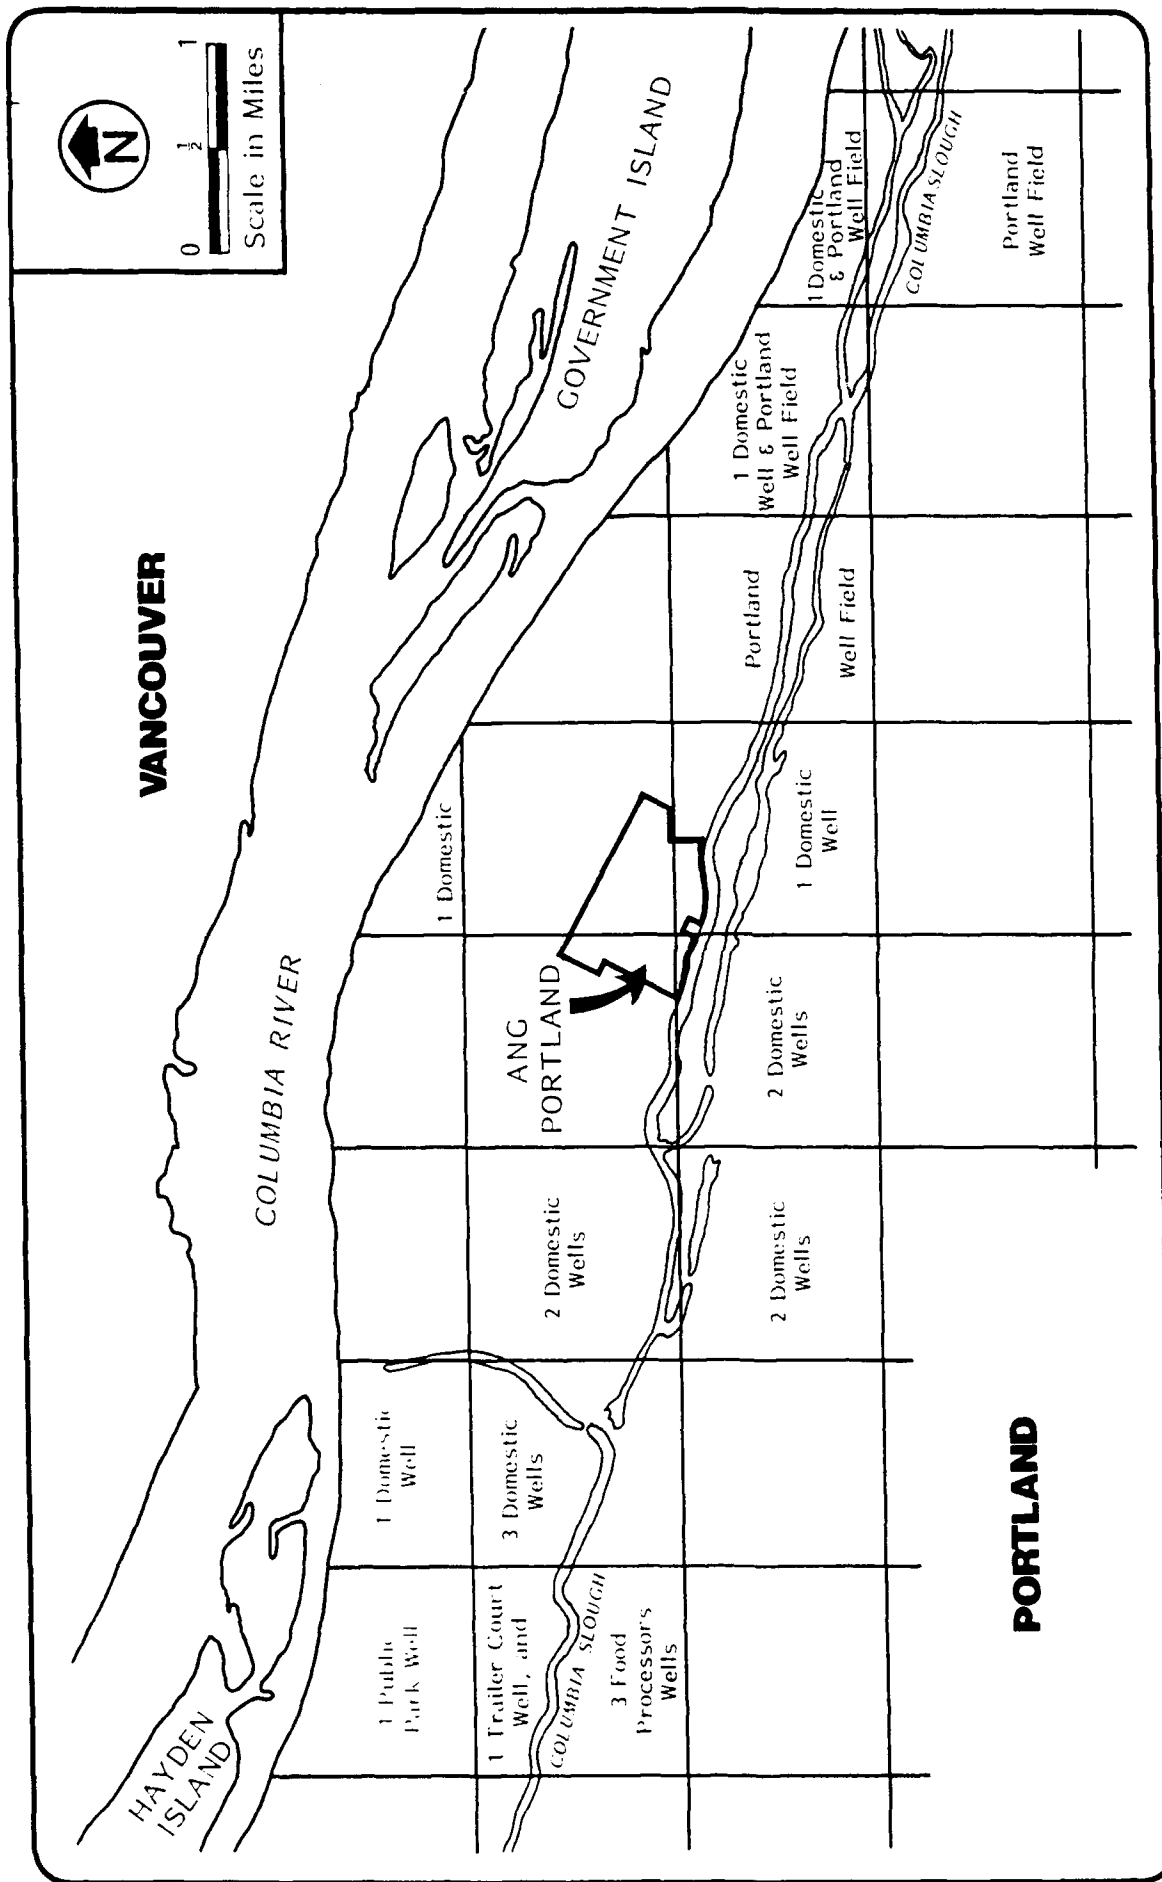 VANCOUVER
N
0 ½ 1
Scale in Miles
HAYDEN
ISLAND
COLUMBIA RIVER
GOVERNMENT ISLAND
1 Public
Park Well
1 Domestic
Well
1 Domestic
1 Trailer Court
Well, and
3 Domestic
Wells
2 Domestic
Wells
ANG
PORTLAND
COLUMBIA SLOUGH
3 Food
Processors
Wells
2 Domestic
Wells
2 Domestic
Wells
1 Domestic
Well
Portland
Well Field
1 Domestic
Well & Portland
Well Field
1 Domestic
& Portland
Well Field
COLUMBIA SLOUGH
Portland
Well Field
PORTLAND